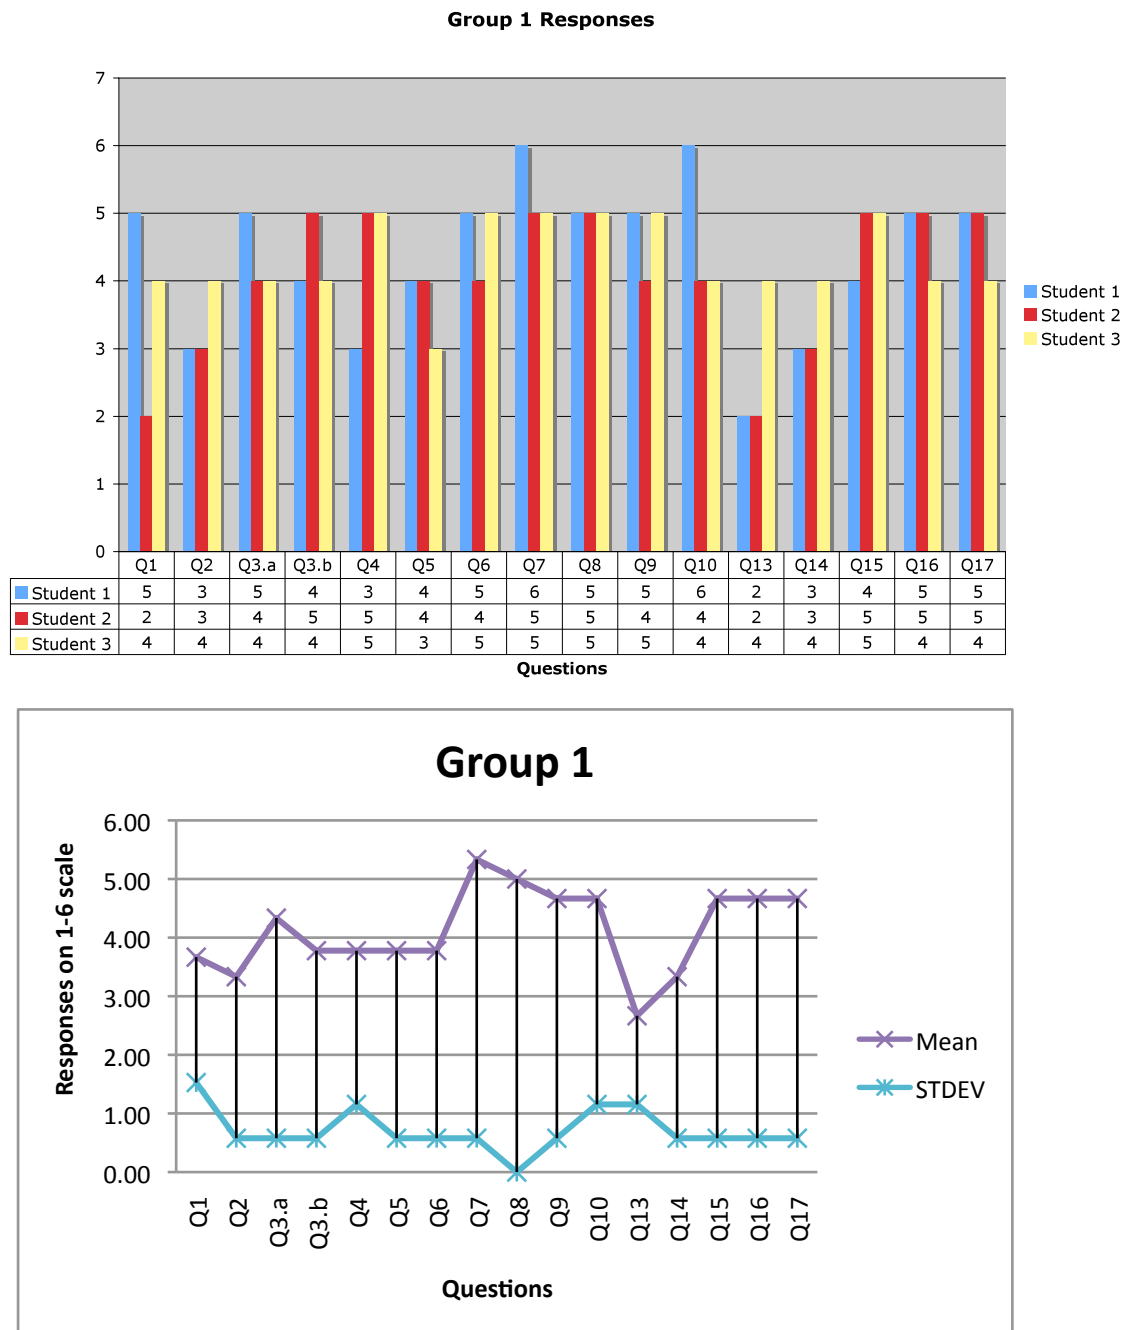 Group 1 Responses
7
6
5
4
3
2
1
0
Student 1
Student 2
Student 3
Q1 Q2 Q3.a Q3.b Q4 Q5 Q6 Q7 Q8 Q9 Q10 Q13 Q14 Q15 Q16 Q17
Student 1 5 3 5 4 3 4 5 6 5 5 6 2 3 4 5 5
Student 2 2 3 4 5 5 4 4 5 5 4 4 2 3 5 5 5
Student 3 4 4 4 4 5 3 5 5 5 5 4 4 4 5 4 4
Questions
Group 1
Responses on 1-6 scale
6.00
5.00
4.00
3.00
2.00
1.00
0.00
Mean
STDEV
Q1 Q2 Q3.a Q3.b Q4 Q5 Q6 Q7 Q8 Q9 Q10 Q13 Q14 Q15 Q16 Q17
Questions